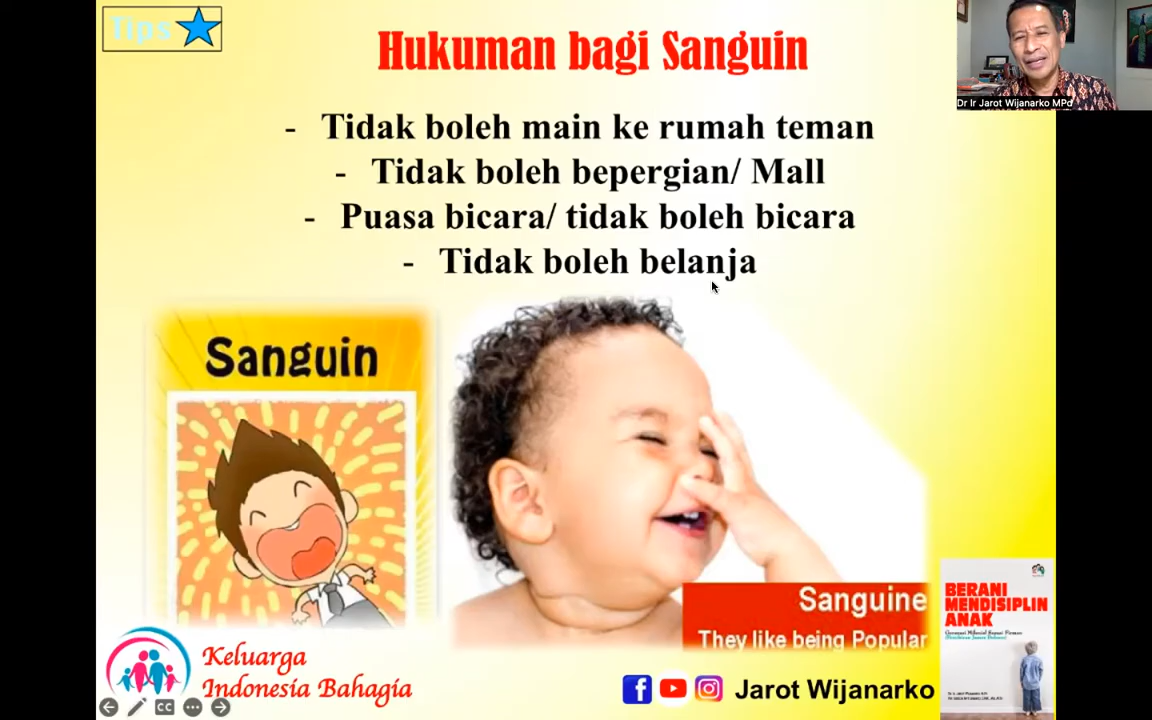 Tips
Hukuman bagi Sanguin
- Tidak boleh main ke rumah teman
- Tidak boleh bepergian/ Mall
- Puasa bicara/ tidak boleh bicara
- Tidak boleh belanja
Dr Ir Jarot Wijanarko MPd
Sanguin
Sanguine
They like being Popular
Keluarga
Indonesia Bahagia
CC
Jarot Wijanarko
BERANI
MENDISIPLIN
ANAK